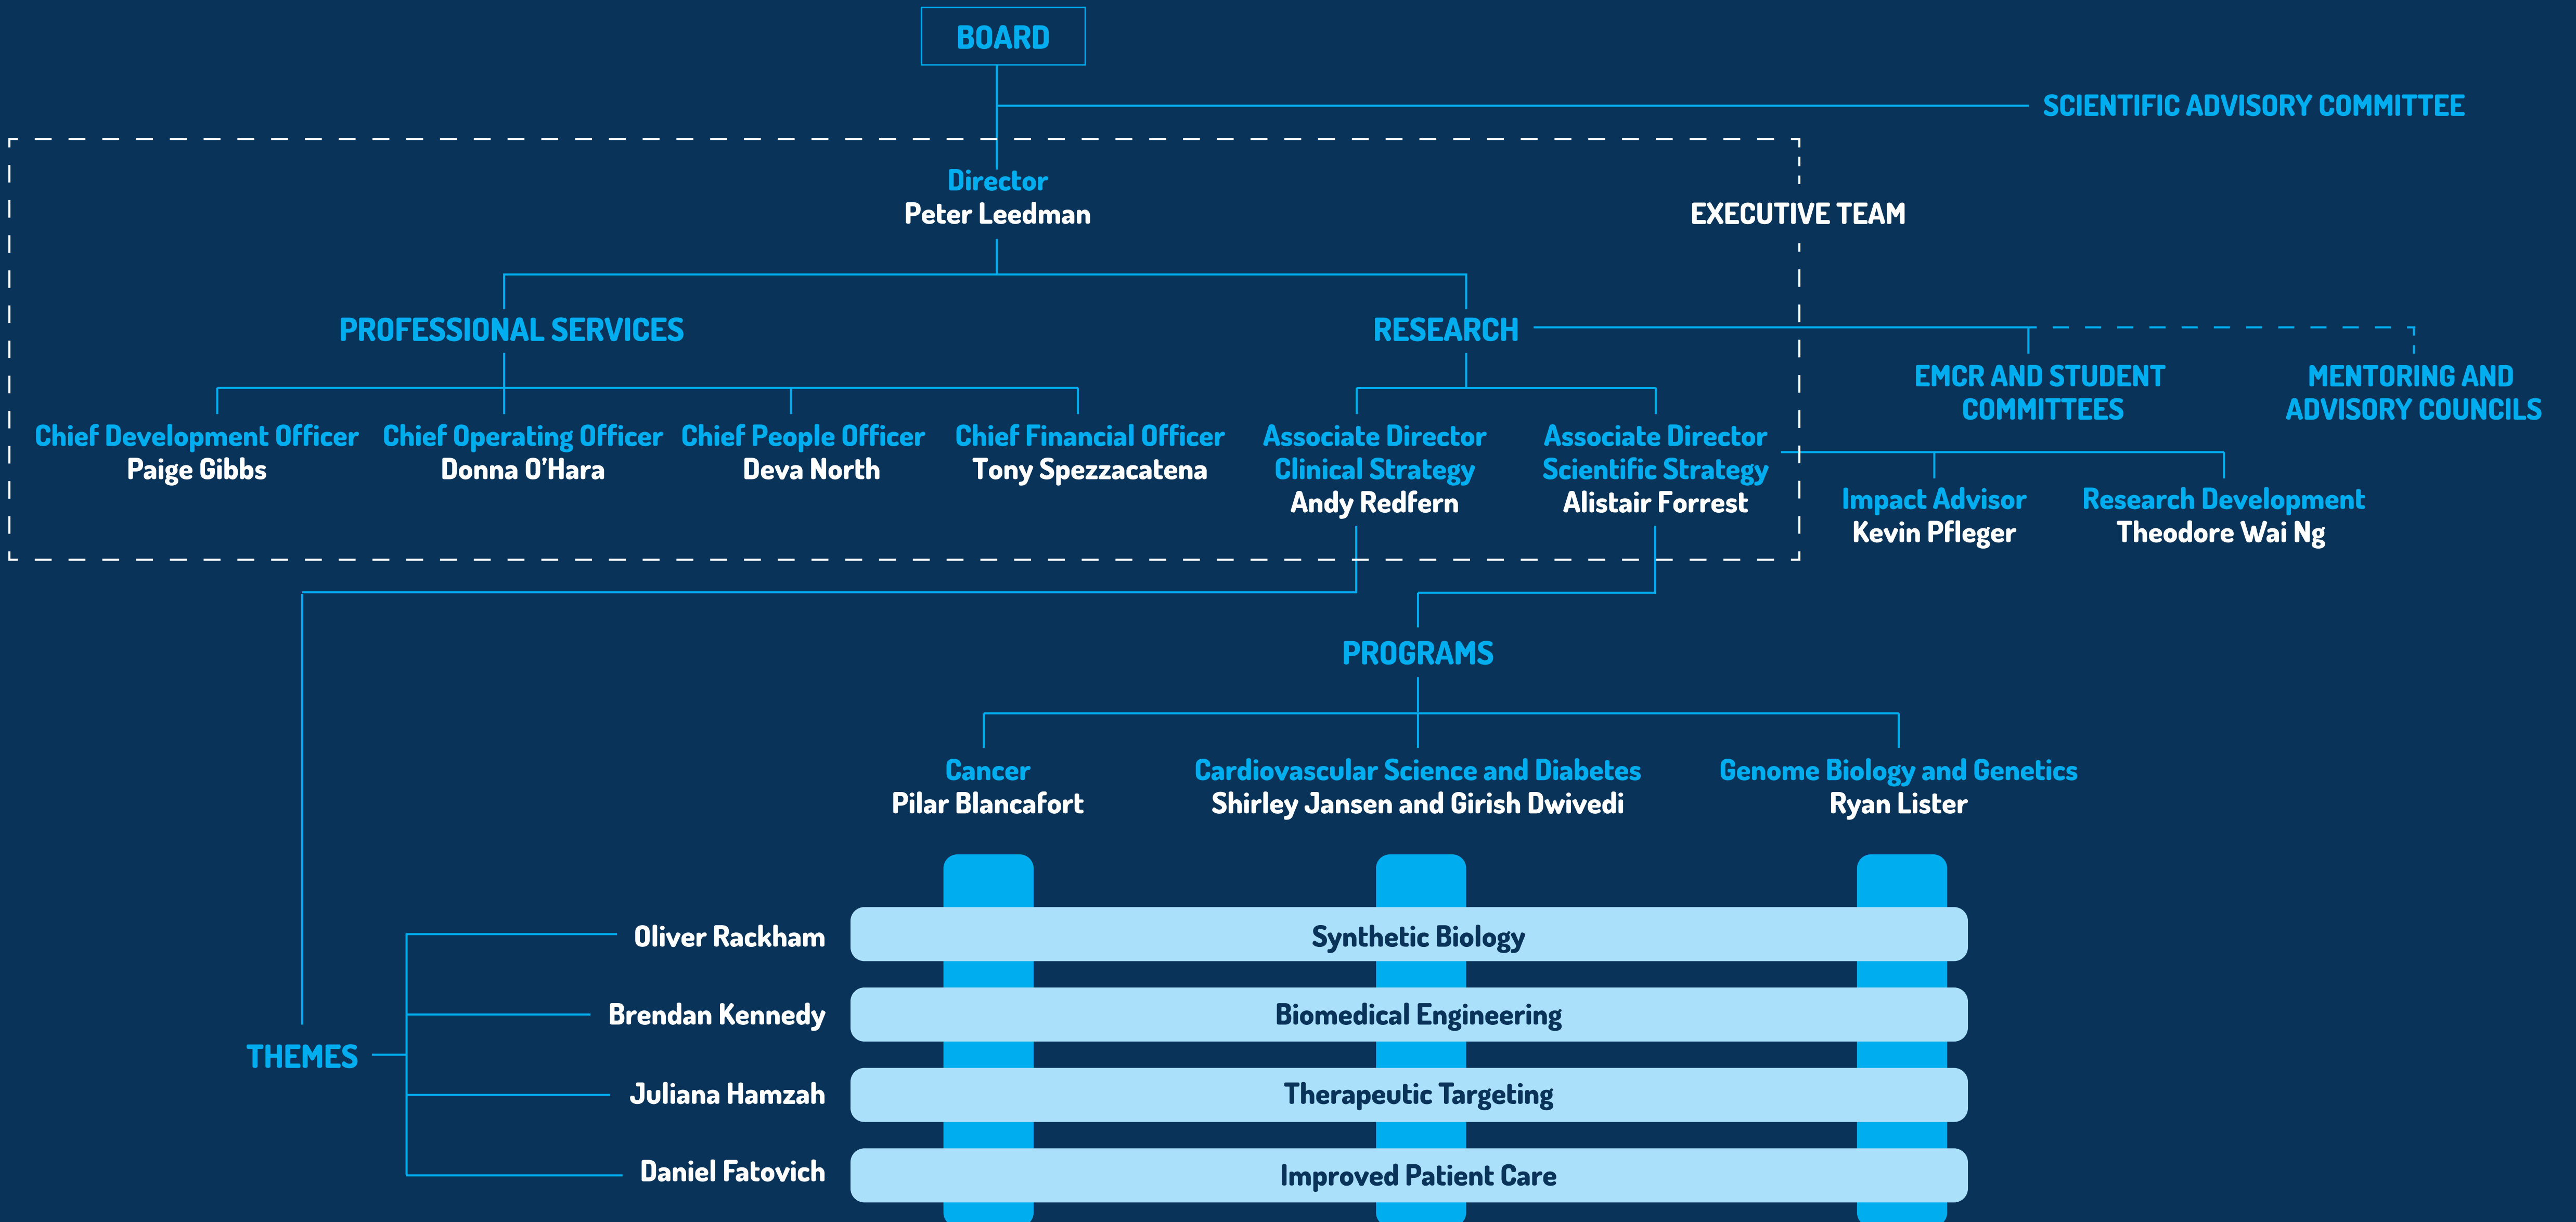 BOARD
SCIENTIFIC ADVISORY COMMITTEE
Director
Peter Leedman
EXECUTIVE TEAM
PROFESSIONAL SERVICES
RESEARCH
EMCR AND STUDENT
COMMITTEES
MENTORING AND
ADVISORY COUNCILS
Chief Development Officer
Paige Gibbs
Chief Operating Officer
Donna O’Hara
Chief People Officer
Deva North
Chief Financial Officer
Tony Spezzacatena
Associate Director
Clinical Strategy
Andy Redfern
Associate Director
Scientific Strategy
Alistair Forrest
Impact Advisor
Kevin Pfleger
Research Development
Theodore Wai Ng
PROGRAMS
Cancer
Pilar Blancafort
Cardiovascular Science and Diabetes
Shirley Jansen and Girish Dwivedi
Genome Biology and Genetics
Ryan Lister
THEMES
Oliver Rackham
Synthetic Biology
Brendan Kennedy
Biomedical Engineering
Juliana Hamzah
Therapeutic Targeting
Daniel Fatovich
Improved Patient Care